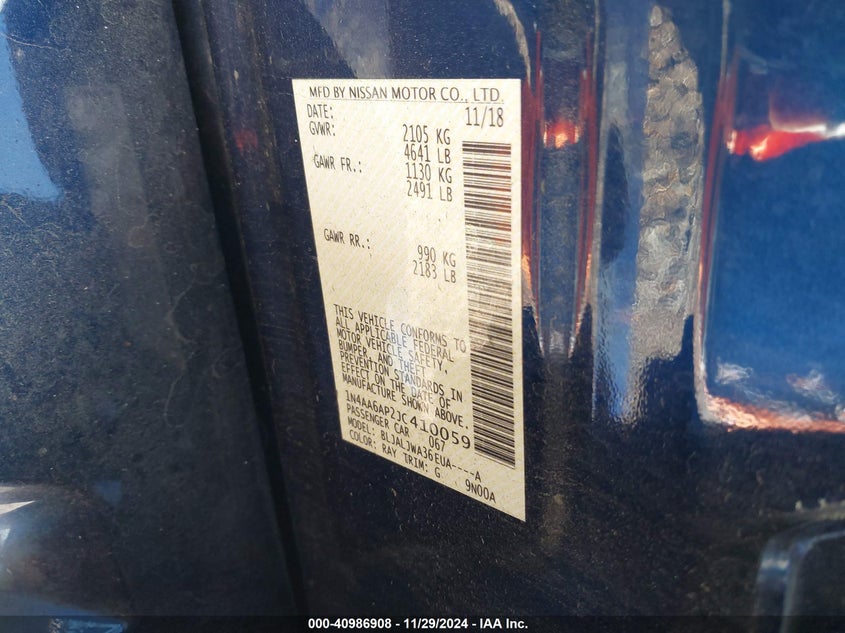 MFD BY NISSAN MOTOR CO., LTD.
DATE: 11/18
GVWR: 2105 KG
4641 LB
GAWR FR.: 1130 KG
2491 LB
GAWR RR.: 990 KG
2183 LB
THIS VEHICLE CONFORMS TO
ALL APPLICABLE FEDERAL
MOTOR VEHICLE SAFETY,
BUMPER, AND THEFT
PREVENTION STANDARDS IN
EFFECT ON THE DATE OF
MANUFACTURE SHOWN ABOVE.
1N4AA6AP2JC410059
PASSENGER CAR 067
MODEL: BLJALJWA36EUA----A
COLOR: RAY TRIM: G 9N00A
000-40986908 - 11/29/2024 - IAA Inc.